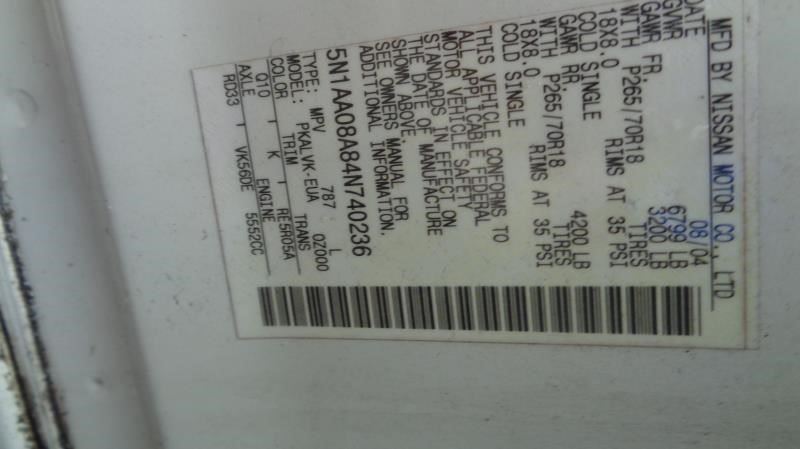 MFD BY NISSAN MOTOR CO., LTD
DATE 08/04
GVWR 6799 LB
GAWR FR. 3200 LB
WITH P265/70R18 TIRES
18X8.0 RIMS AT 35 PSI
COLD SINGLE
GAWR RR. 4200 LB
WITH P265/70R18 TIRES
18X8.0 RIMS AT 35 PSI
COLD SINGLE
THIS VEHICLE CONFORMS TO
ALL APPLICABLE FEDERAL
MOTOR VEHICLE SAFETY
STANDARDS IN EFFECT ON
THE DATE OF MANUFACTURE
SHOWN ABOVE.
SEE OWNERS MANUAL FOR
ADDITIONAL INFORMATION.
5N1AA08A84N740236
TYPE: MPV 787 L
MODEL: PKALVK-EUA 0Z000
COLOR TRIM TRANS
Q10 K RE5R05A
AXLE ENGINE
RD33 VK56DE 5552CC